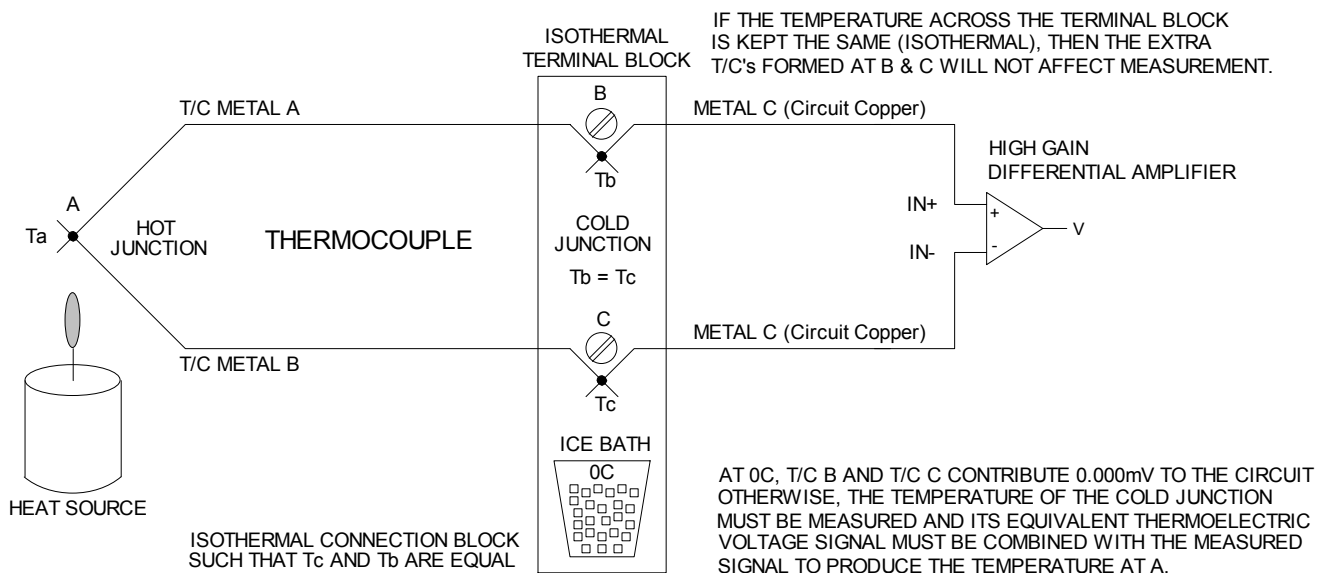 IF THE TEMPERATURE ACROSS THE TERMINAL BLOCK
IS KEPT THE SAME (ISOTHERMAL), THEN THE EXTRA
T/C's FORMED AT B & C WILL NOT AFFECT MEASUREMENT.
ISOTHERMAL
TERMINAL BLOCK
T/C METAL A
B
METAL C (Circuit Copper)
Tb
HIGH GAIN
DIFFERENTIAL AMPLIFIER
A
Ta
HOT
JUNCTION
THERMOCOUPLE
COLD
JUNCTION
Tb = Tc
IN+
+
V
IN-
-
T/C METAL B
C
METAL C (Circuit Copper)
Tc
ICE BATH
0C
HEAT SOURCE
ISOTHERMAL CONNECTION BLOCK
SUCH THAT Tc AND Tb ARE EQUAL
AT 0C, T/C B AND T/C C CONTRIBUTE 0.000mV TO THE CIRCUIT
OTHERWISE, THE TEMPERATURE OF THE COLD JUNCTION
MUST BE MEASURED AND ITS EQUIVALENT THERMOELECTRIC
VOLTAGE SIGNAL MUST BE COMBINED WITH THE MEASURED
SIGNAL TO PRODUCE THE TEMPERATURE AT A.